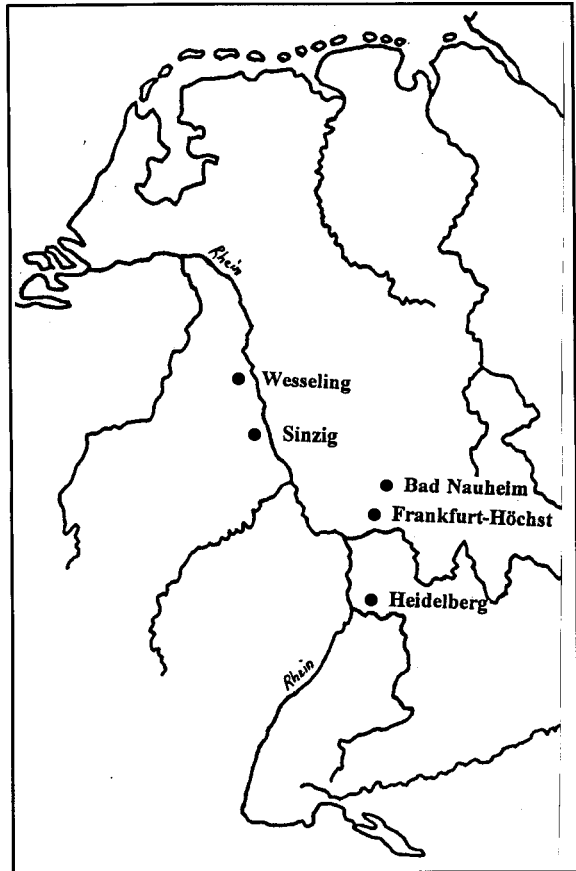 Rhein
Wesseling
Sinzig
Bad Nauheim
Frankfurt-Höchst
Heidelberg
Rhein